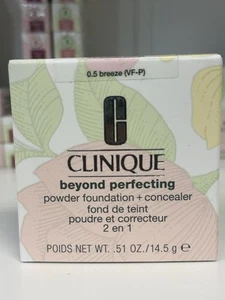 0.5 breeze (VF-P)
CLINIQUE
beyond perfecting
powder foundation + concealer
fond de teint
poudre et correcteur
2 en 1
POIDS NET WT. .51 OZ./14.5 g ℮